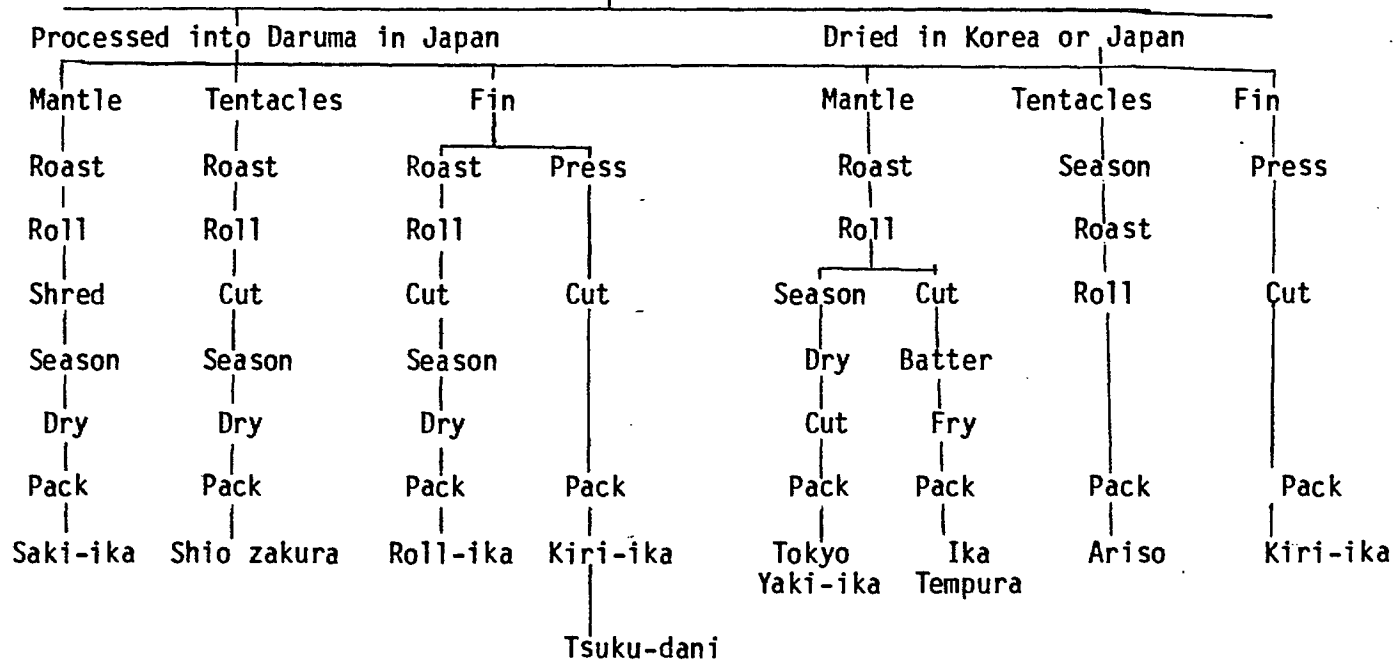 Processed into Daruma in Japan Dried in Korea or Japan
Mantle Tentacles Fin Mantle Tentacles Fin
Roast Roast Roast Press Roast Season Press
Roll Roll Roll Roll Roast
Shred Cut Cut Cut Season Cut Roll Cut
Season Season Season Dry Batter
Dry Dry Dry Cut Fry
Pack Pack Pack Pack Pack Pack Pack Pack
Saki-ika Shio zakura Roll-ika Kiri-ika Tokyo Ika Ariso Kiri-ika
Yaki-ika Tempura
Tsuku-dani